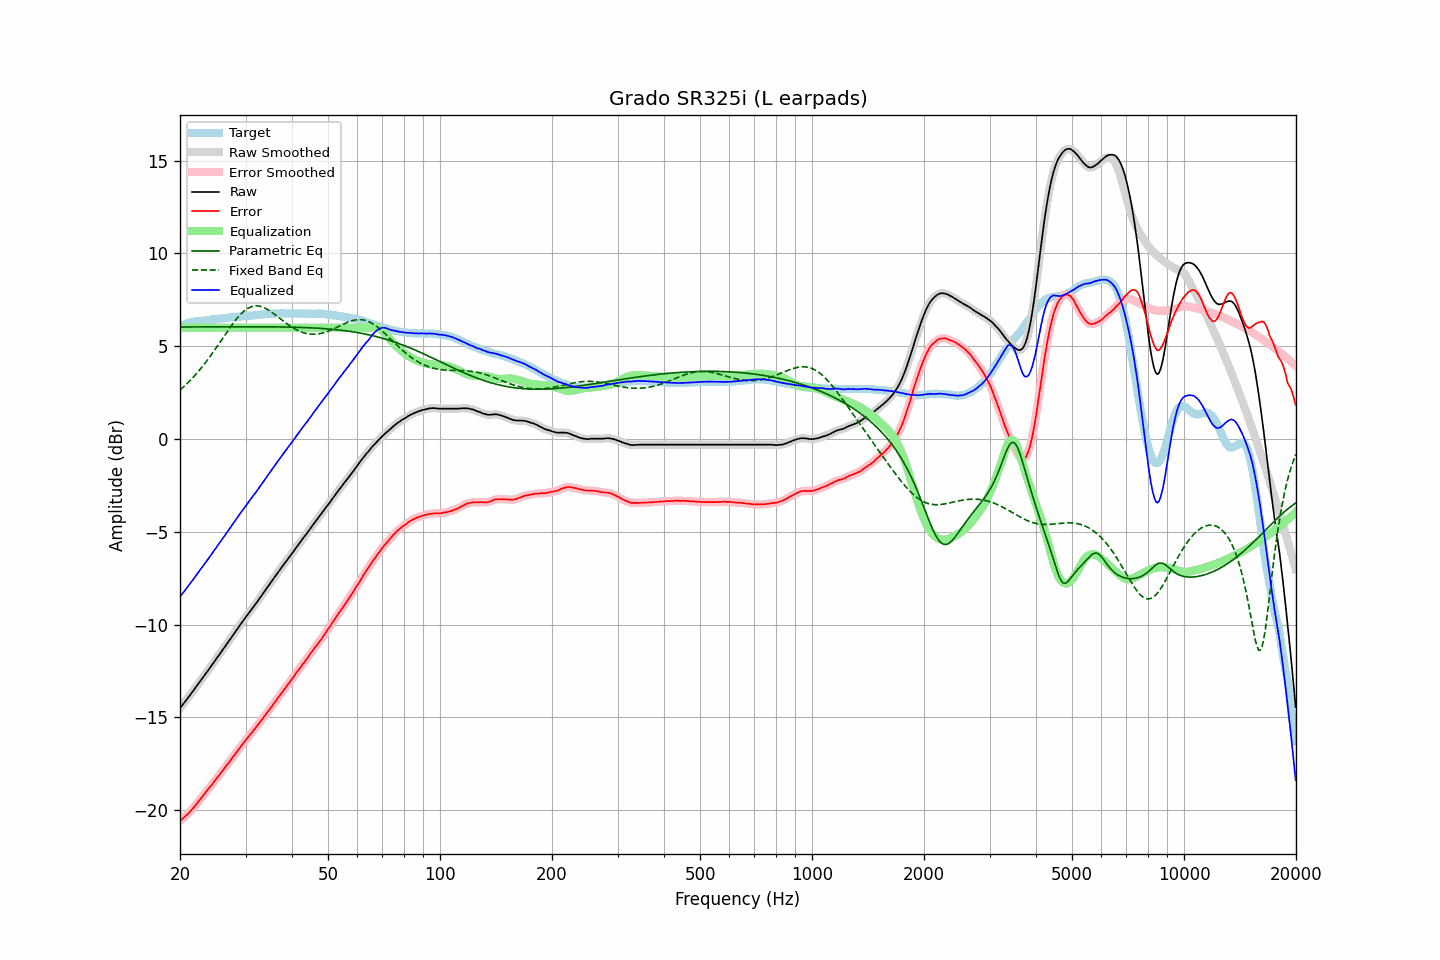 Grado SR325i (L earpads)
Target
Raw Smoothed
Error Smoothed
Raw
Error
Equalization
Parametric Eq
Fixed Band Eq
Equalized
Amplitude (dBr)
15
10
5
0
−5
−10
−15
−20
20 50 100 200 500 1000 2000 5000 10000 20000
Frequency (Hz)